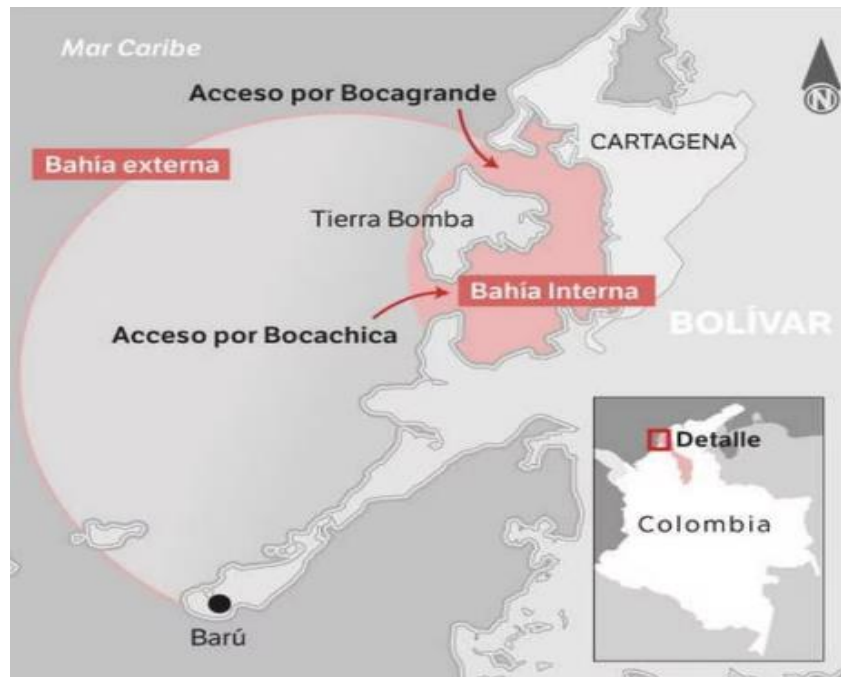 Mar Caribe
Acceso por Bocagrande
N
CARTAGENA
Bahía externa
Tierra Bomba
Bahía Interna
Acceso por Bocachica
BOLÍVAR
Detalle
Colombia
Barú